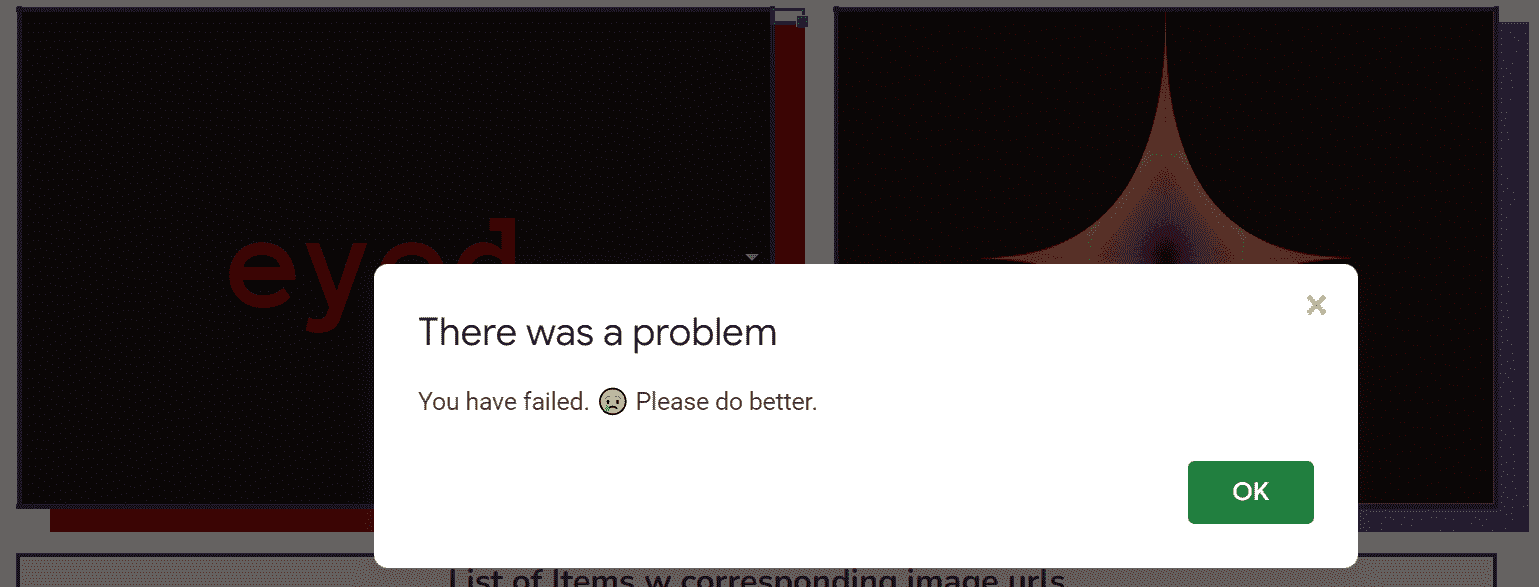 eyed
There was a problem
You have failed. 😢 Please do better.
OK
List of Items w corresponding image urls